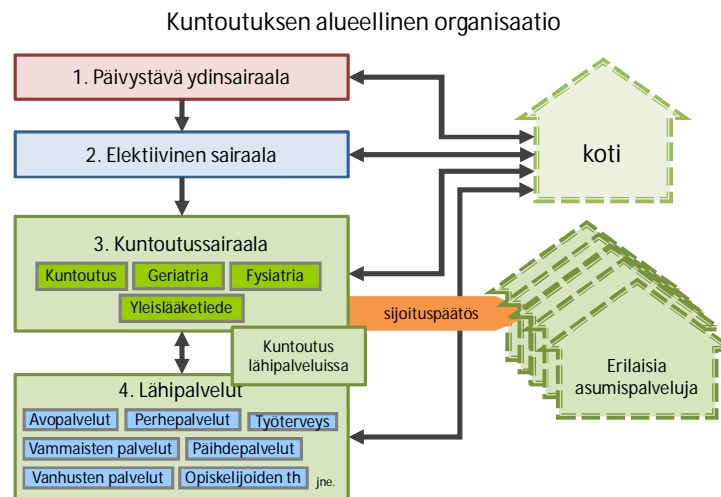 Kuntoutuksen alueellinen organisaatio
1. Päivystävä ydinsairaala
2. Elektiivinen sairaala
koti
3. Kuntoutussairaala
Kuntoutus Geriatria Fysiatria
Yleislääketiede
sijoituspäätös
Kuntoutus
lähipalveluissa
Erilaisia
asumispalveluja
4. Lähipalvelut
Avopalvelut Perhepalvelut Työterveys
Vammaisten palvelut Päihdepalvelut
Vanhusten palvelut Opiskelijoiden th jne.